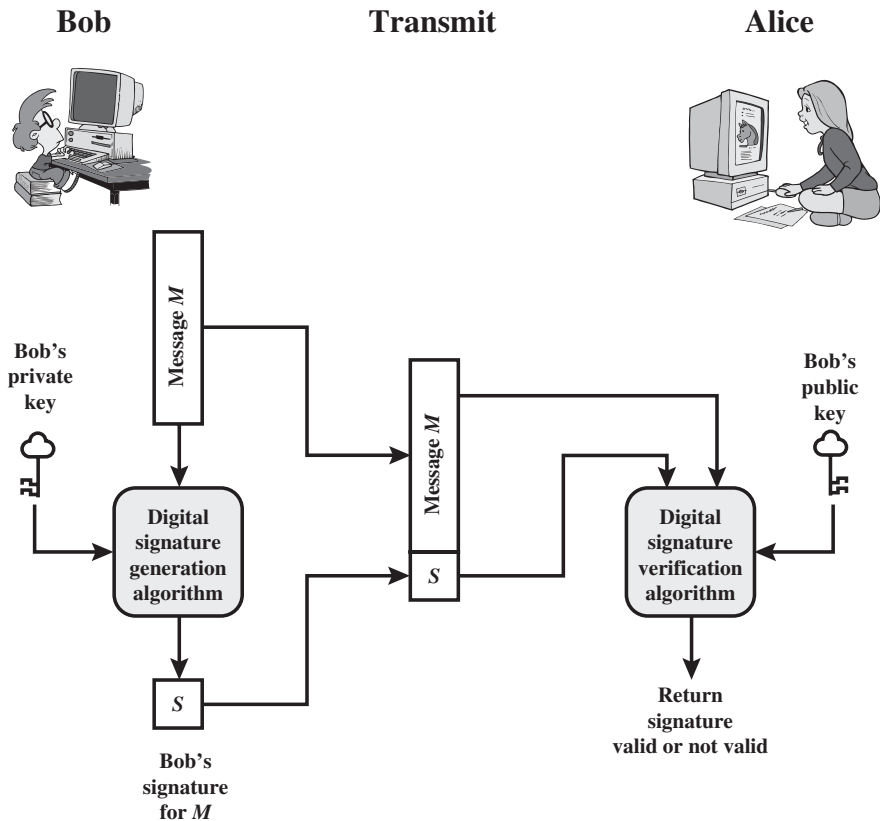 Bob
Transmit
Alice
Message M
Bob's
private
key
Message M
Bob's
public
key
Digital
signature
generation
algorithm
S
Digital
signature
verification
algorithm
S
Bob's
signature
for M
Return
signature
valid or not valid